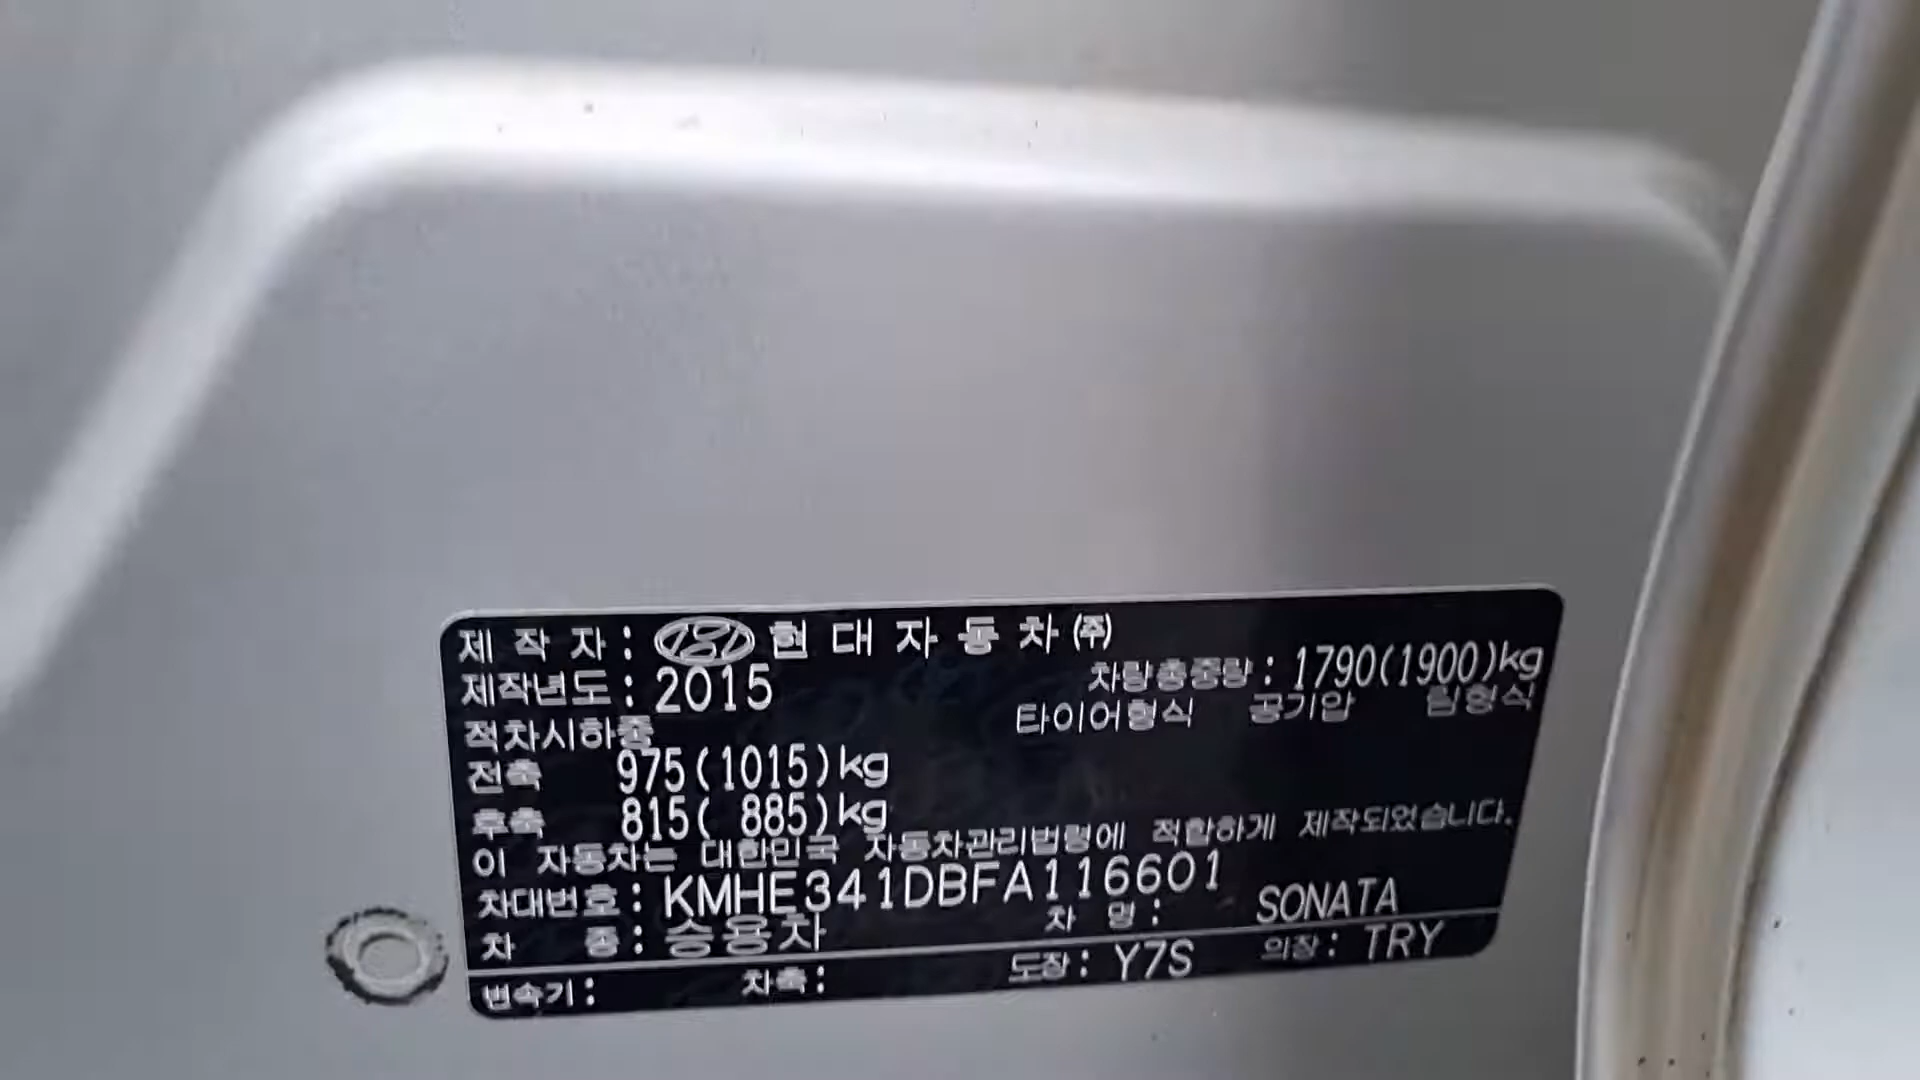 제 작 자 : 현 대 자 동 차 ㈜
제작년도 : 2015 차량총중량 : 1790(1900)kg
적차시하중 타이어형식 공기압 림형식
전축 975(1015)kg
후축 815( 885)kg
이 자동차는 대한민국 자동차관리법령에 적합하게 제작되었습니다.
차대번호 : KMHE341DBFA116601
차 종 : 승용차 차 명 : SONATA
변속기 : 차축 : 도장 : Y7S 의장 : TRY